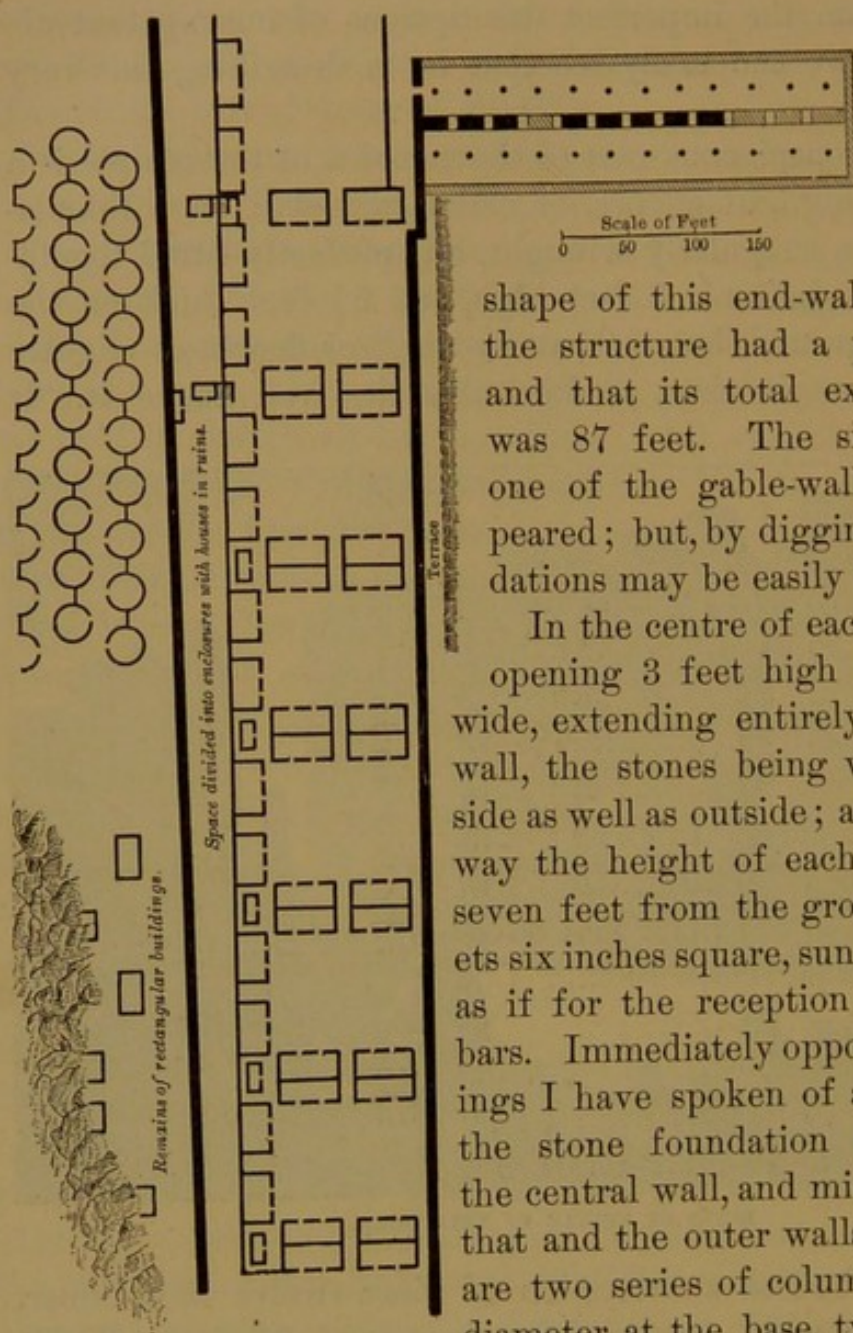 Scale of Feet
0 50 100 150
Space divided into enclosures with houses in ruins.
Terrace
Remains of rectangular buildings.
shape of this end-wal
the structure had a
and that its total ex
was 87 feet. The s
one of the gable-wal
peared; but, by diggin
dations may be easily
In the centre of eac
opening 3 feet high
wide, extending entirely
wall, the stones being
side as well as outside; a
way the height of each
seven feet from the gro
ets six inches square, sun
as if for the reception
bars. Immediately oppo
ings I have spoken of
the stone foundation
the central wall, and mi
that and the outer wall
are two series of colum
diameter at the base